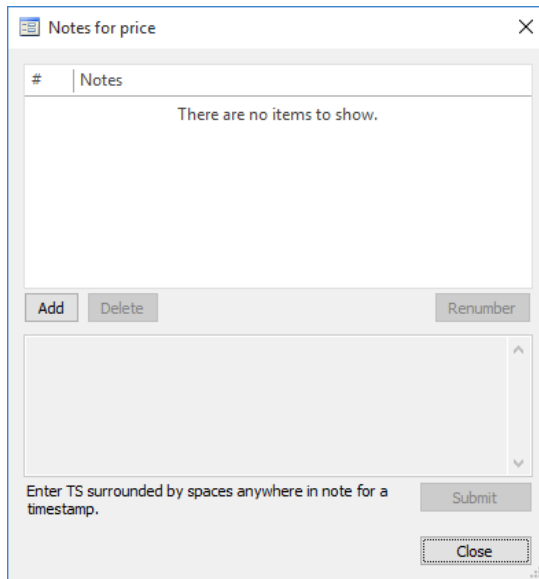 Notes for price
# Notes
There are no items to show.
Add Delete Renumber
Enter TS surrounded by spaces anywhere in note for a
timestamp.
Submit
Close